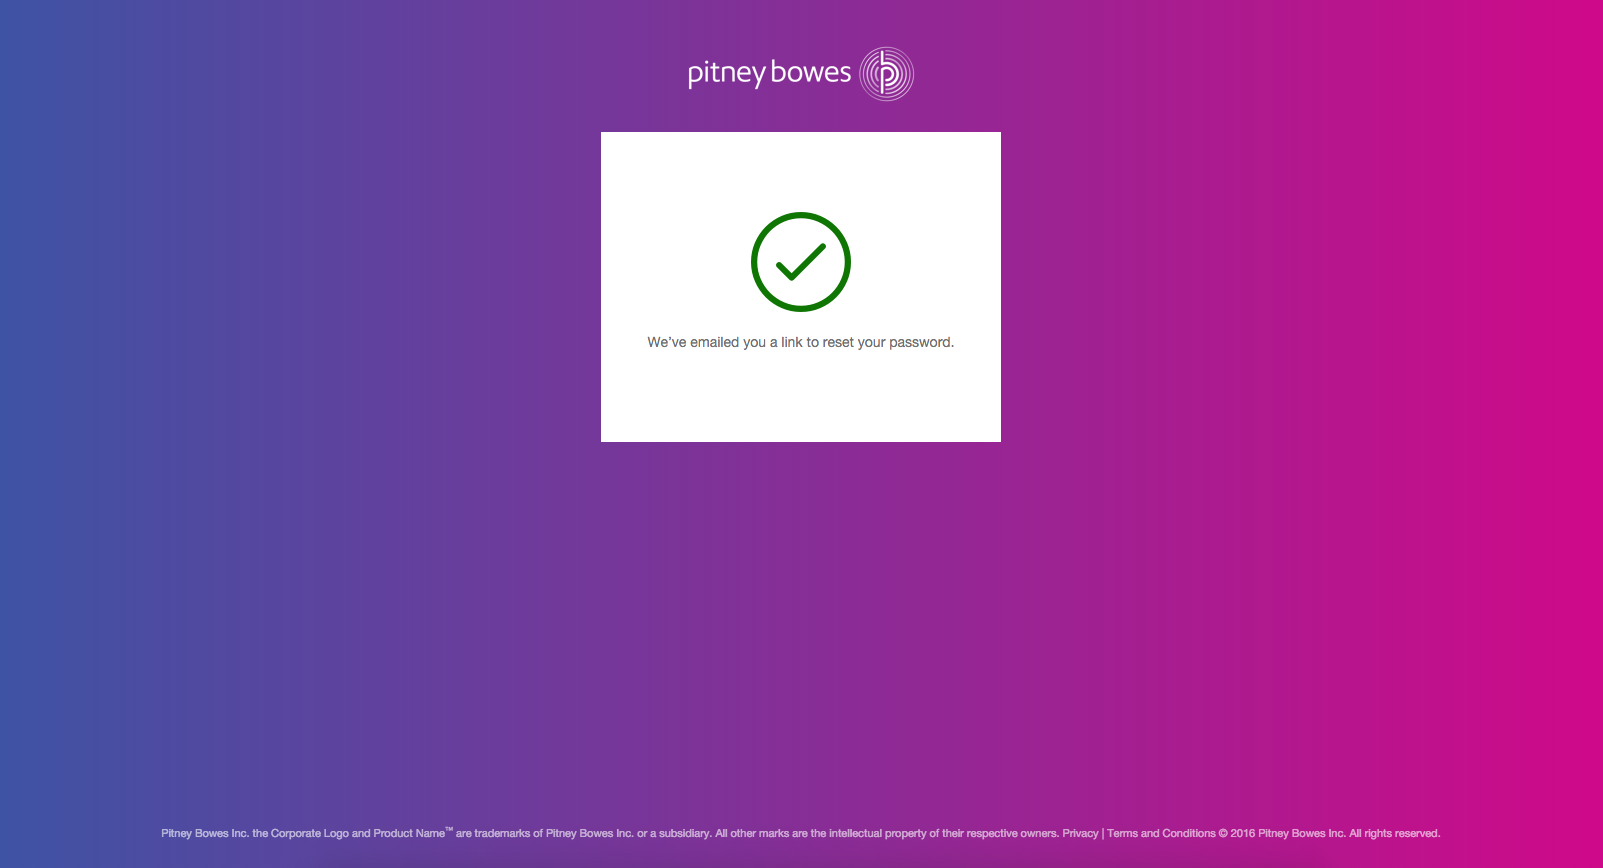 pitney bowes
We’ve emailed you a link to reset your password.
Pitney Bowes Inc. the Corporate Logo and Product Name™ are trademarks of Pitney Bowes Inc. or a subsidiary. All other marks are the intellectual property of their respective owners. Privacy | Terms and Conditions © 2016 Pitney Bowes Inc. All rights reserved.